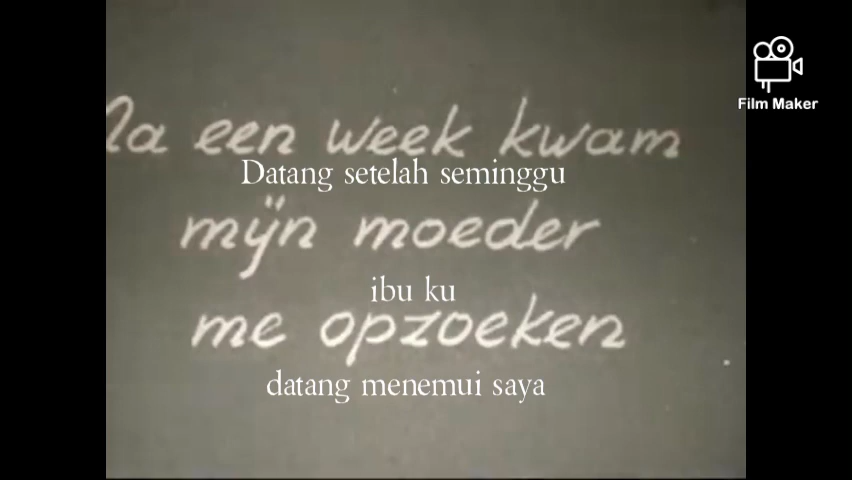 Na een week kwam
Datang setelah seminggu
mijn moeder
ibu ku
me opzoeken
datang menemui saya
Film Maker